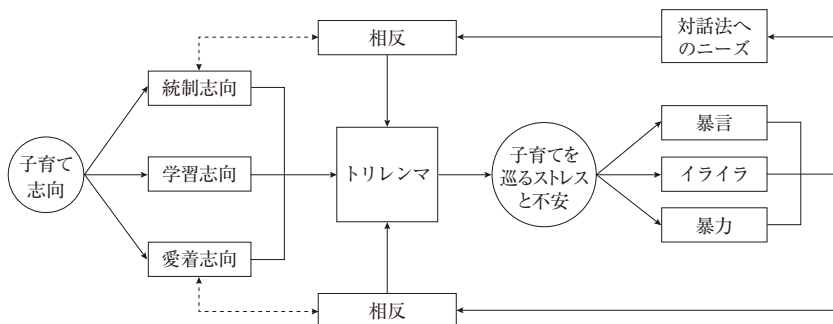 相反
対話法へ
のニーズ
統制志向
子育て
志向
学習志向
愛着志向
トリレンマ
子育てを
巡るストレス
と不安
暴言
イライラ
暴力
相反